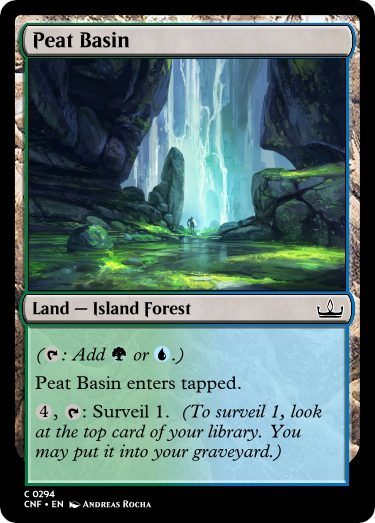 Peat Basin
Land — Island Forest
(: Add or .)
Peat Basin enters tapped.
4, : Surveil 1. (To surveil 1, look
at the top card of your library. You
may put it into your graveyard.)
C 0294
CNF • EN Andreas Rocha